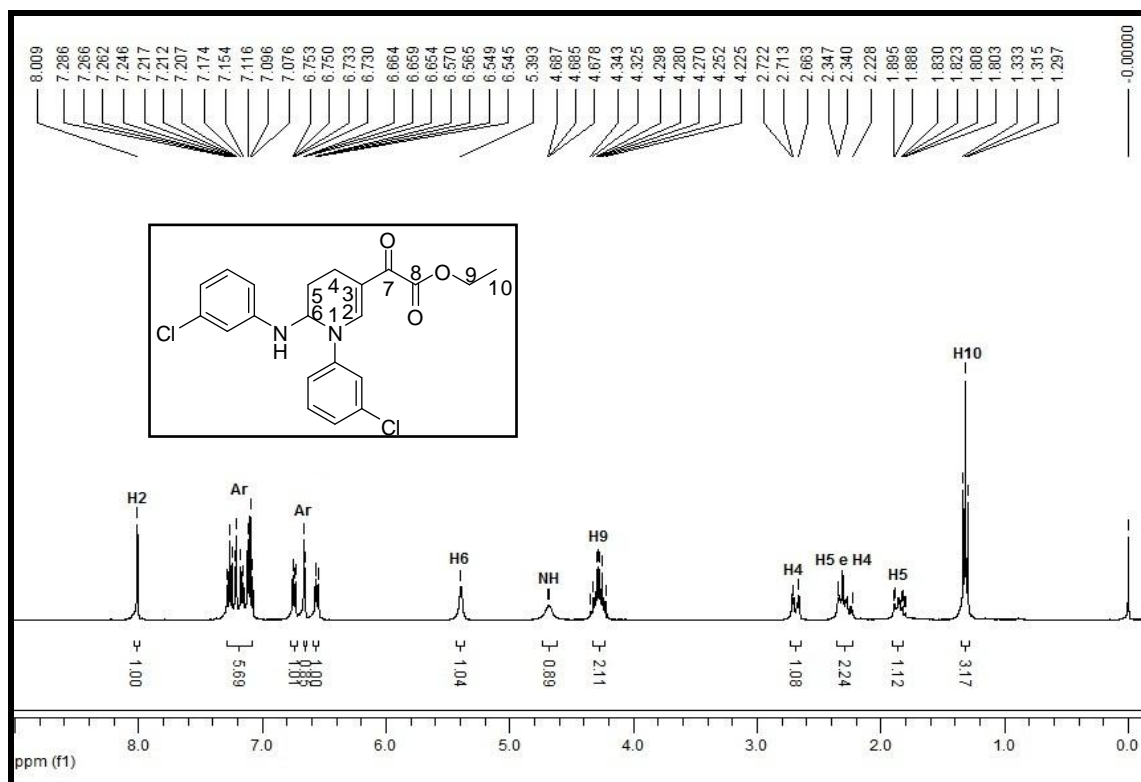 8.009 7.286 7.266 7.262 7.246 7.217 7.212 7.207 7.174 7.154 7.116 7.096 7.076 6.753 6.750 6.733 6.730 6.664 6.659 6.654 6.570 6.565 6.549 6.545 5.393 4.687 4.685 4.678 4.343 4.325 4.298 4.280 4.270 4.252 4.225 2.722 2.713 2.663 2.347 2.340 2.228 1.895 1.888 1.830 1.823 1.808 1.803 1.333 1.315 1.297 -0.00000
O
4 8 O 9
5 3 7 10
6 1 2 O
Cl N N
H
Cl
H10
H2 Ar Ar H6 NH H9 H4 H5 e H4 H5
1.00 5.69 1.01 0.85 1.00 1.04 0.89 2.11 1.08 2.24 1.12 3.17
8.0 7.0 6.0 5.0 4.0 3.0 2.0 1.0 0.0
ppm (f1)